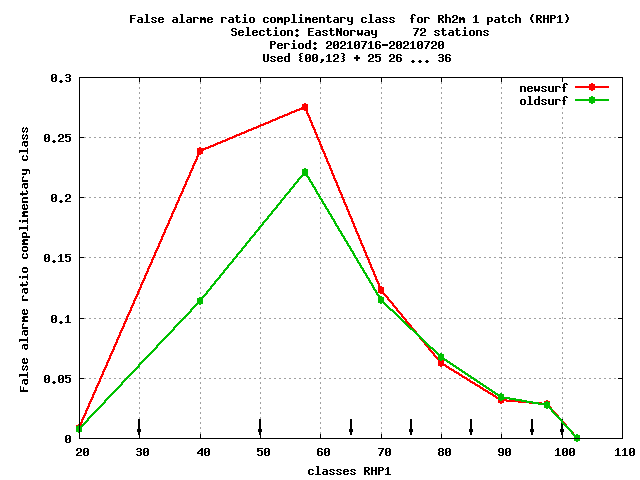 False alarme ratio complimentary class  for Rh2m 1 patch (RHP1)
Selection: EastNorway     72 stations
Period: 20210716-20210720
Used {00,12} + 25 26 ... 36
newsurf
oldsurf
False alarme ratio complimentary class
0.3
0.25
0.2
0.15
0.1
0.05
0
20 30 40 50 60 70 80 90 100 110
classes RHP1